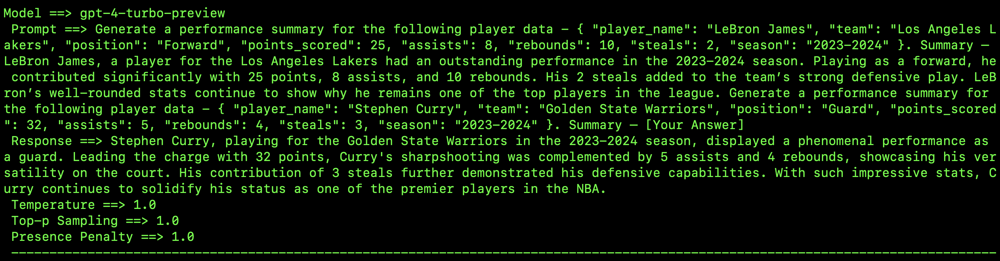 Model ==> gpt-4-turbo-preview
Prompt ==> Generate a performance summary for the following player data – { "player_name": "LeBron James", "team": "Los Angeles L
akers", "position": "Forward", "points_scored": 25, "assists": 8, "rebounds": 10, "steals": 2, "season": "2023-2024" }. Summary –
LeBron James, a player for the Los Angeles Lakers had an outstanding performance in the 2023-2024 season. Playing as a forward, he
contributed significantly with 25 points, 8 assists, and 10 rebounds. His 2 steals added to the team’s strong defensive play. LeB
ron’s well-rounded stats continue to show why he remains one of the top players in the league. Generate a performance summary for
the following player data – { "player_name": "Stephen Curry", "team": "Golden State Warriors", "position": "Guard", "points_scored
": 32, "assists": 5, "rebounds": 4, "steals": 3, "season": "2023-2024" }. Summary – [Your Answer]
Response ==> Stephen Curry, playing for the Golden State Warriors in the 2023-2024 season, displayed a phenomenal performance as
a guard. Leading the charge with 32 points, Curry's sharpshooting was complemented by 5 assists and 4 rebounds, showcasing his ver
satility on the court. His contribution of 3 steals further demonstrated his defensive capabilities. With such impressive stats, C
urry continues to solidify his status as one of the premier players in the NBA.
Temperature ==> 1.0
Top-p Sampling ==> 1.0
Presence Penalty ==> 1.0
---------------------------------------------------------------------------------------------------------------------------------